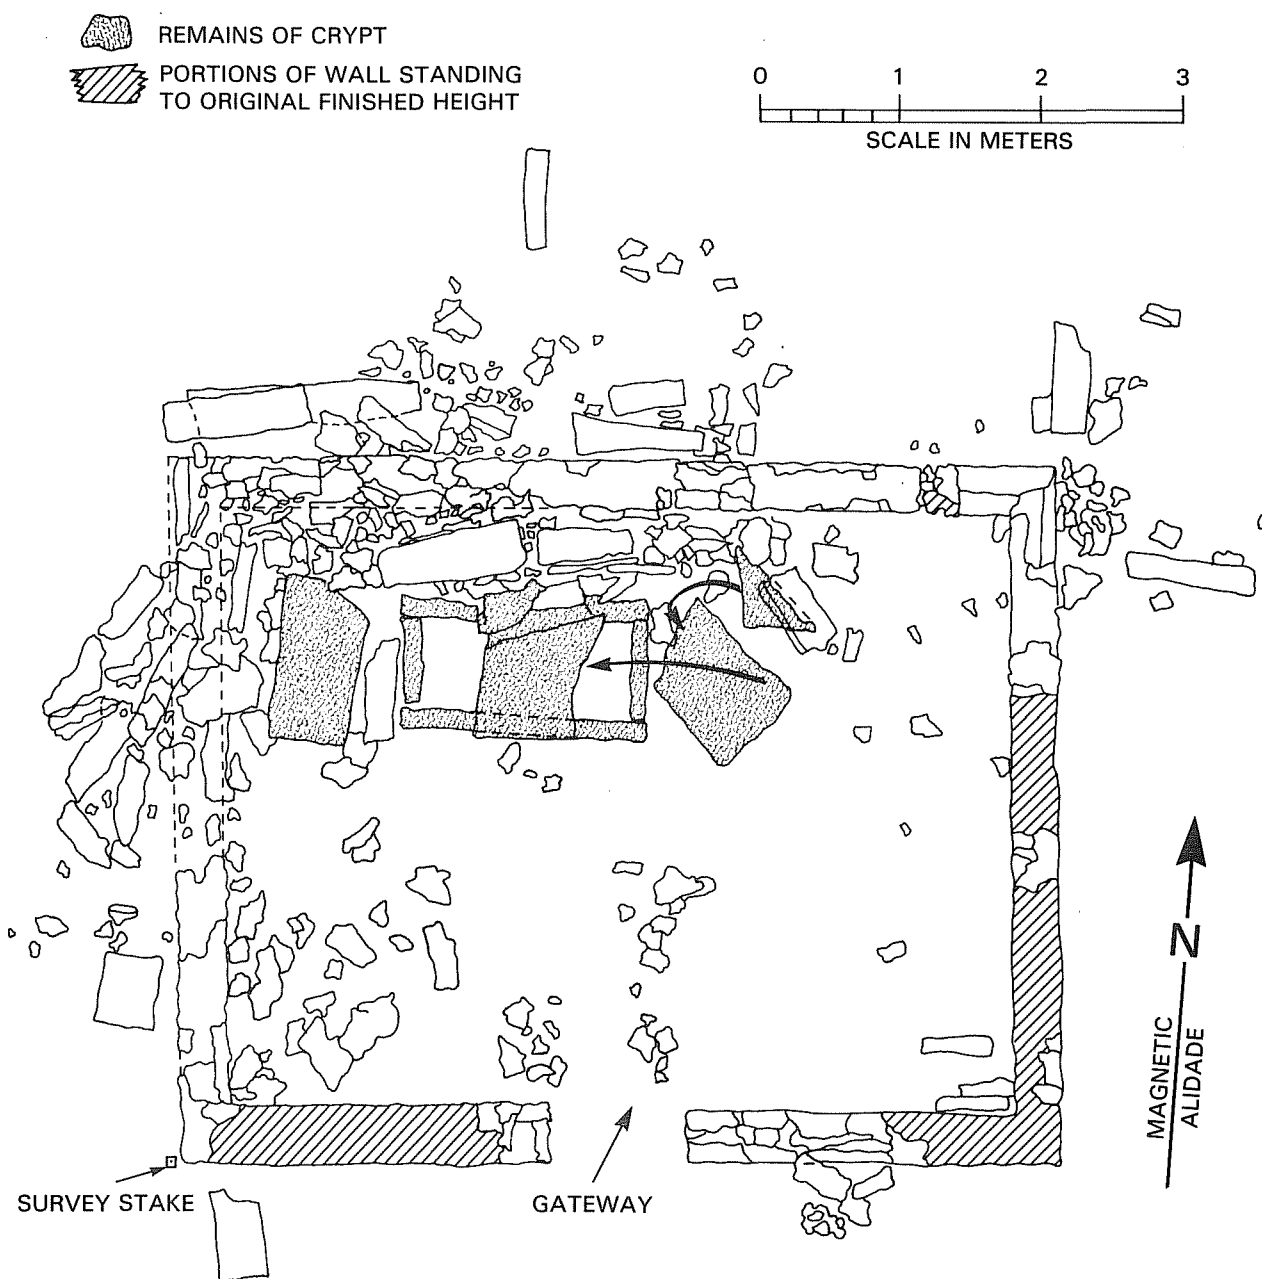 REMAINS OF CRYPT
PORTIONS OF WALL STANDING
TO ORIGINAL FINISHED HEIGHT
0 1 2 3
SCALE IN METERS
N
MAGNETIC
ALIDADE
SURVEY STAKE
GATEWAY